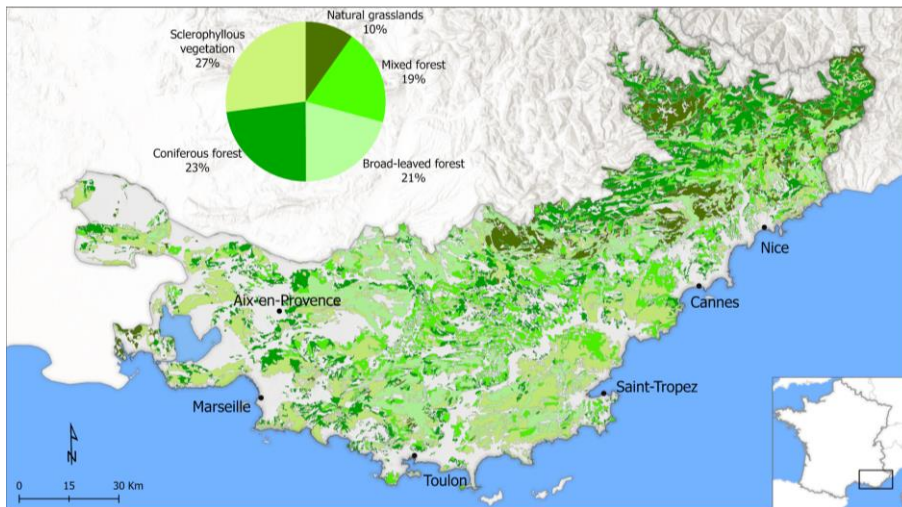 Natural grasslands
10%
Sclerophyllous
vegetation
27%
Mixed forest
19%
Coniferous forest
23%
Broad-leaved forest
21%
Nice
Cannes
Aix-en-Provence
Saint-Tropez
Marseille
Toulon
N
0 15 30 Km